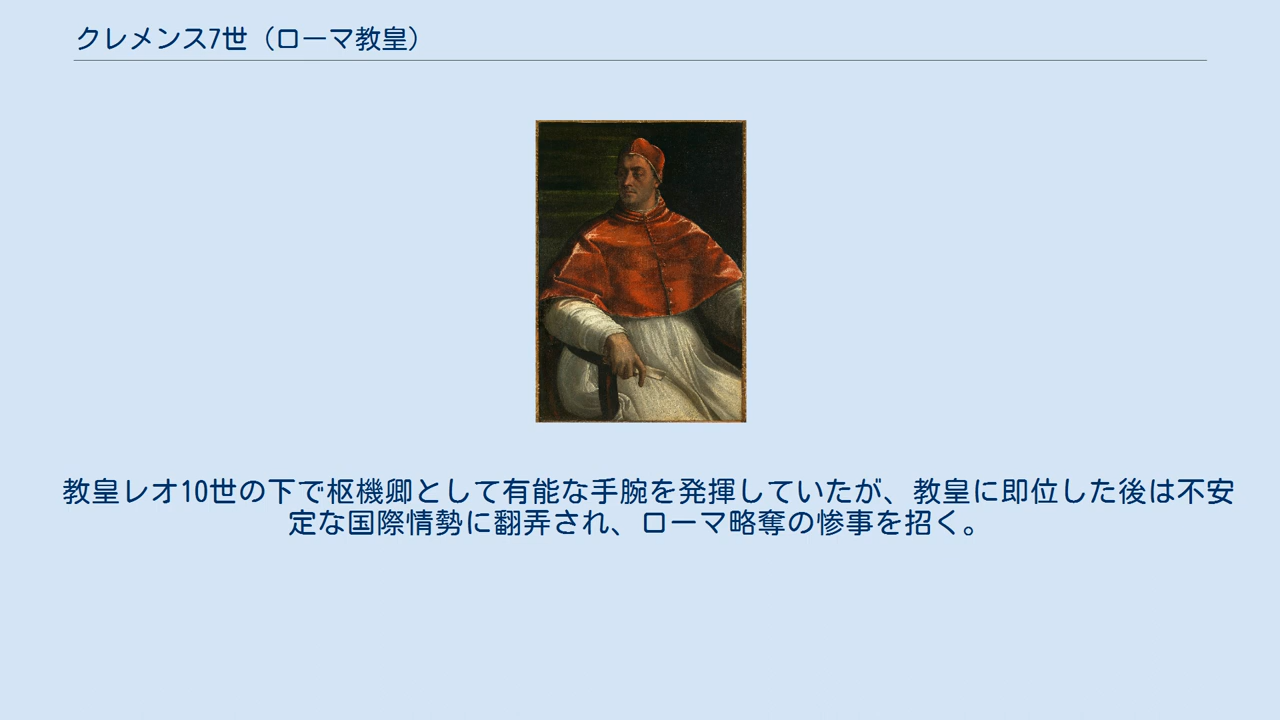 クレメンス7世（ローマ教皇）
教皇レオ10世の下で枢機卿として有能な手腕を発揮していたが、教皇に即位した後は不安
定な国際情勢に翻弄され、ローマ略奪の惨事を招く。